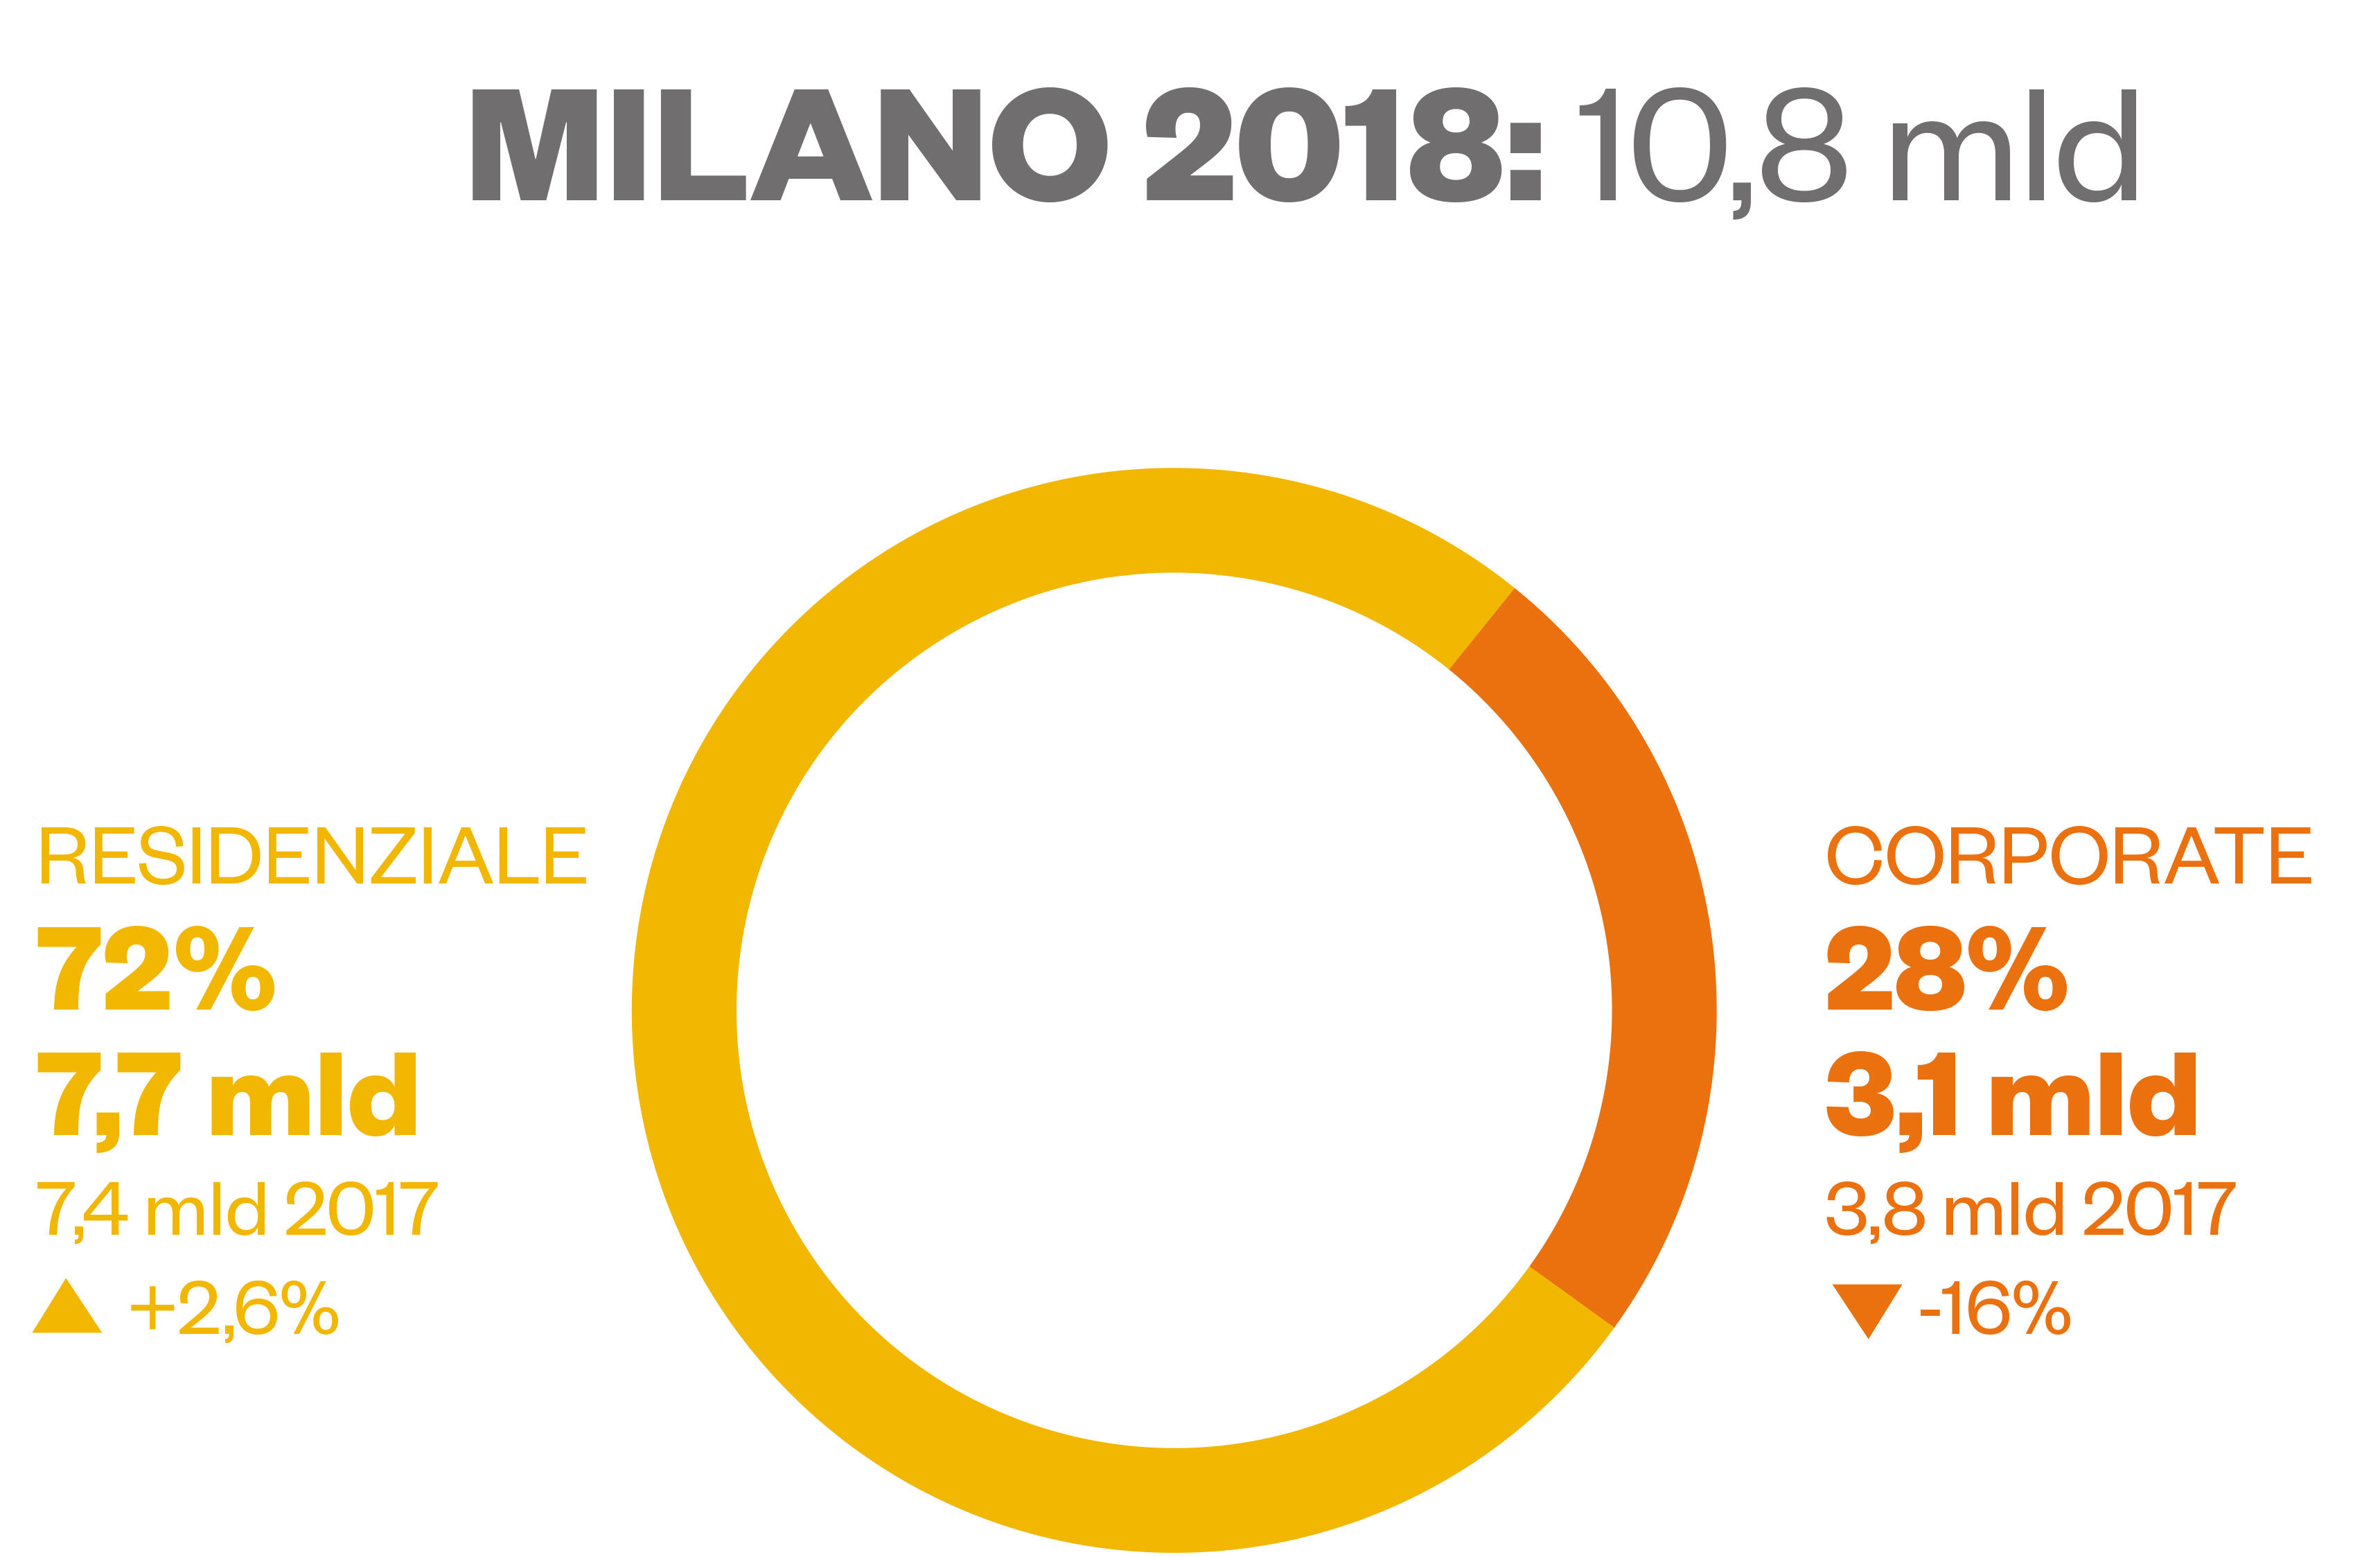 MILANO 2018: 10,8 mld
RESIDENZIALE
72%
7,7 mld
7,4 mld 2017
+2,6%
CORPORATE
28%
3,1 mld
3,8 mld 2017
-16%